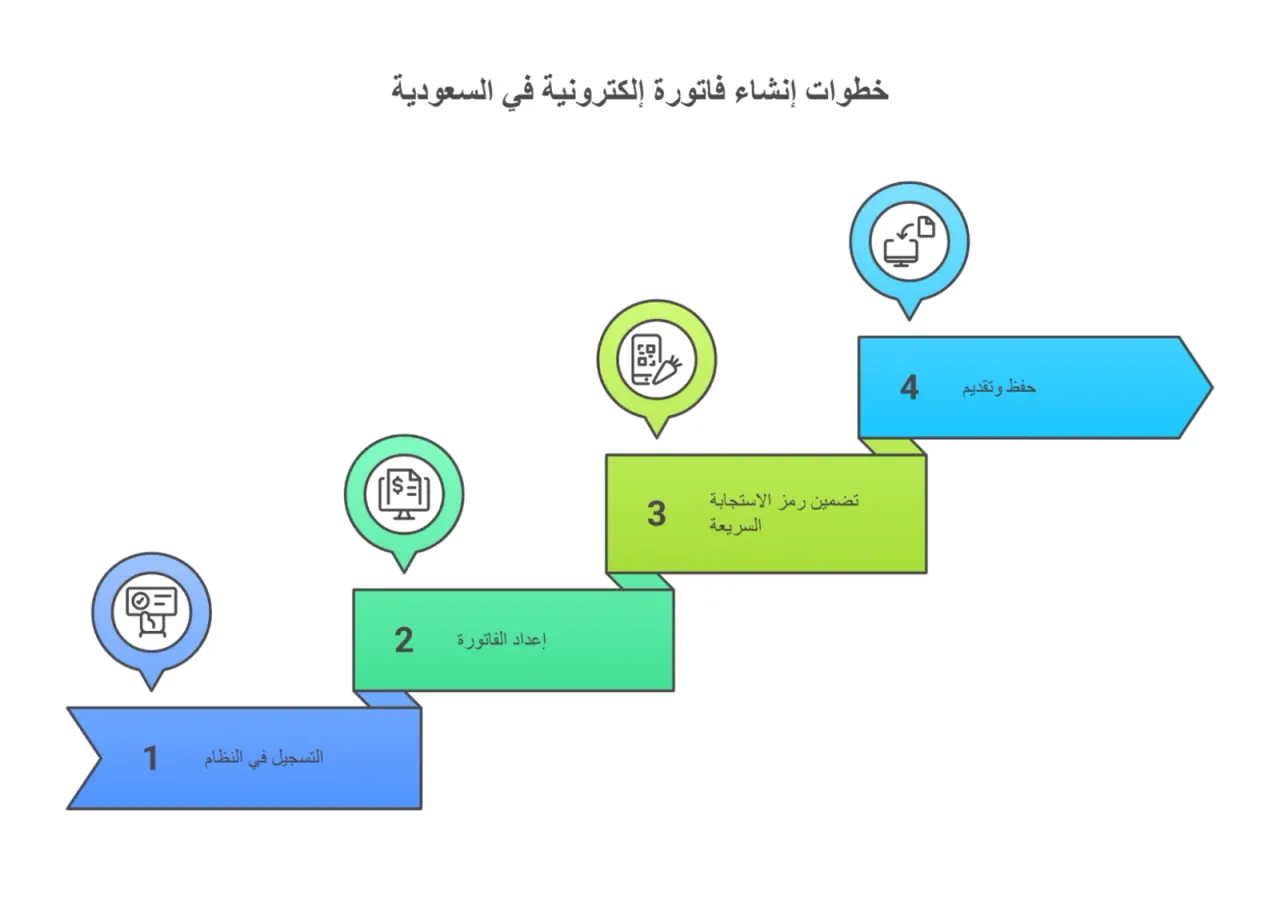 خطوات إنشاء فاتورة إلكترونية في السعودية
1
التسجيل في النظام
2
إعداد الفاتورة
3
تضمين رمز الاستجابة
السريعة
4
حفظ وتقديم